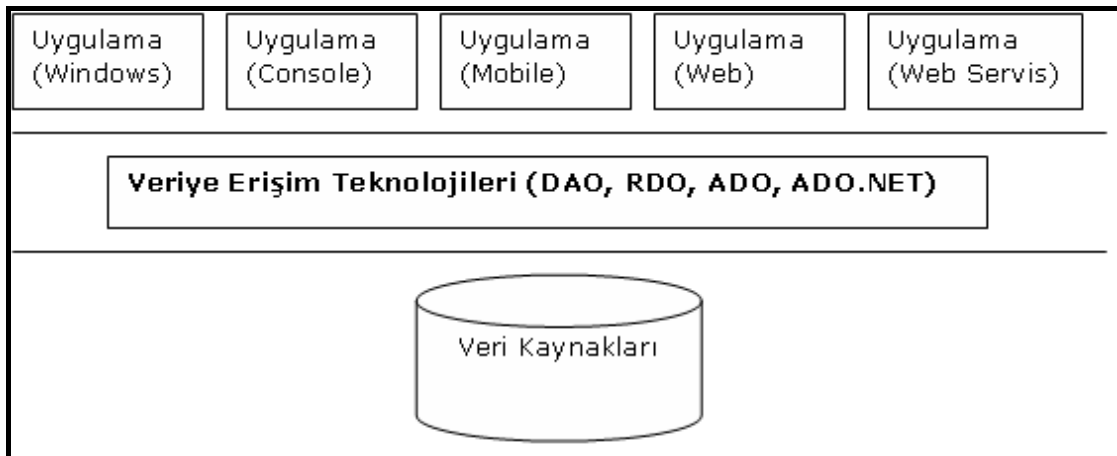 Uygulama
(Windows)
Uygulama
(Console)
Uygulama
(Mobile)
Uygulama
(Web)
Uygulama
(Web Servis)
Veriye Erişim Teknolojileri (DAO, RDO, ADO, ADO.NET)
Veri Kaynakları